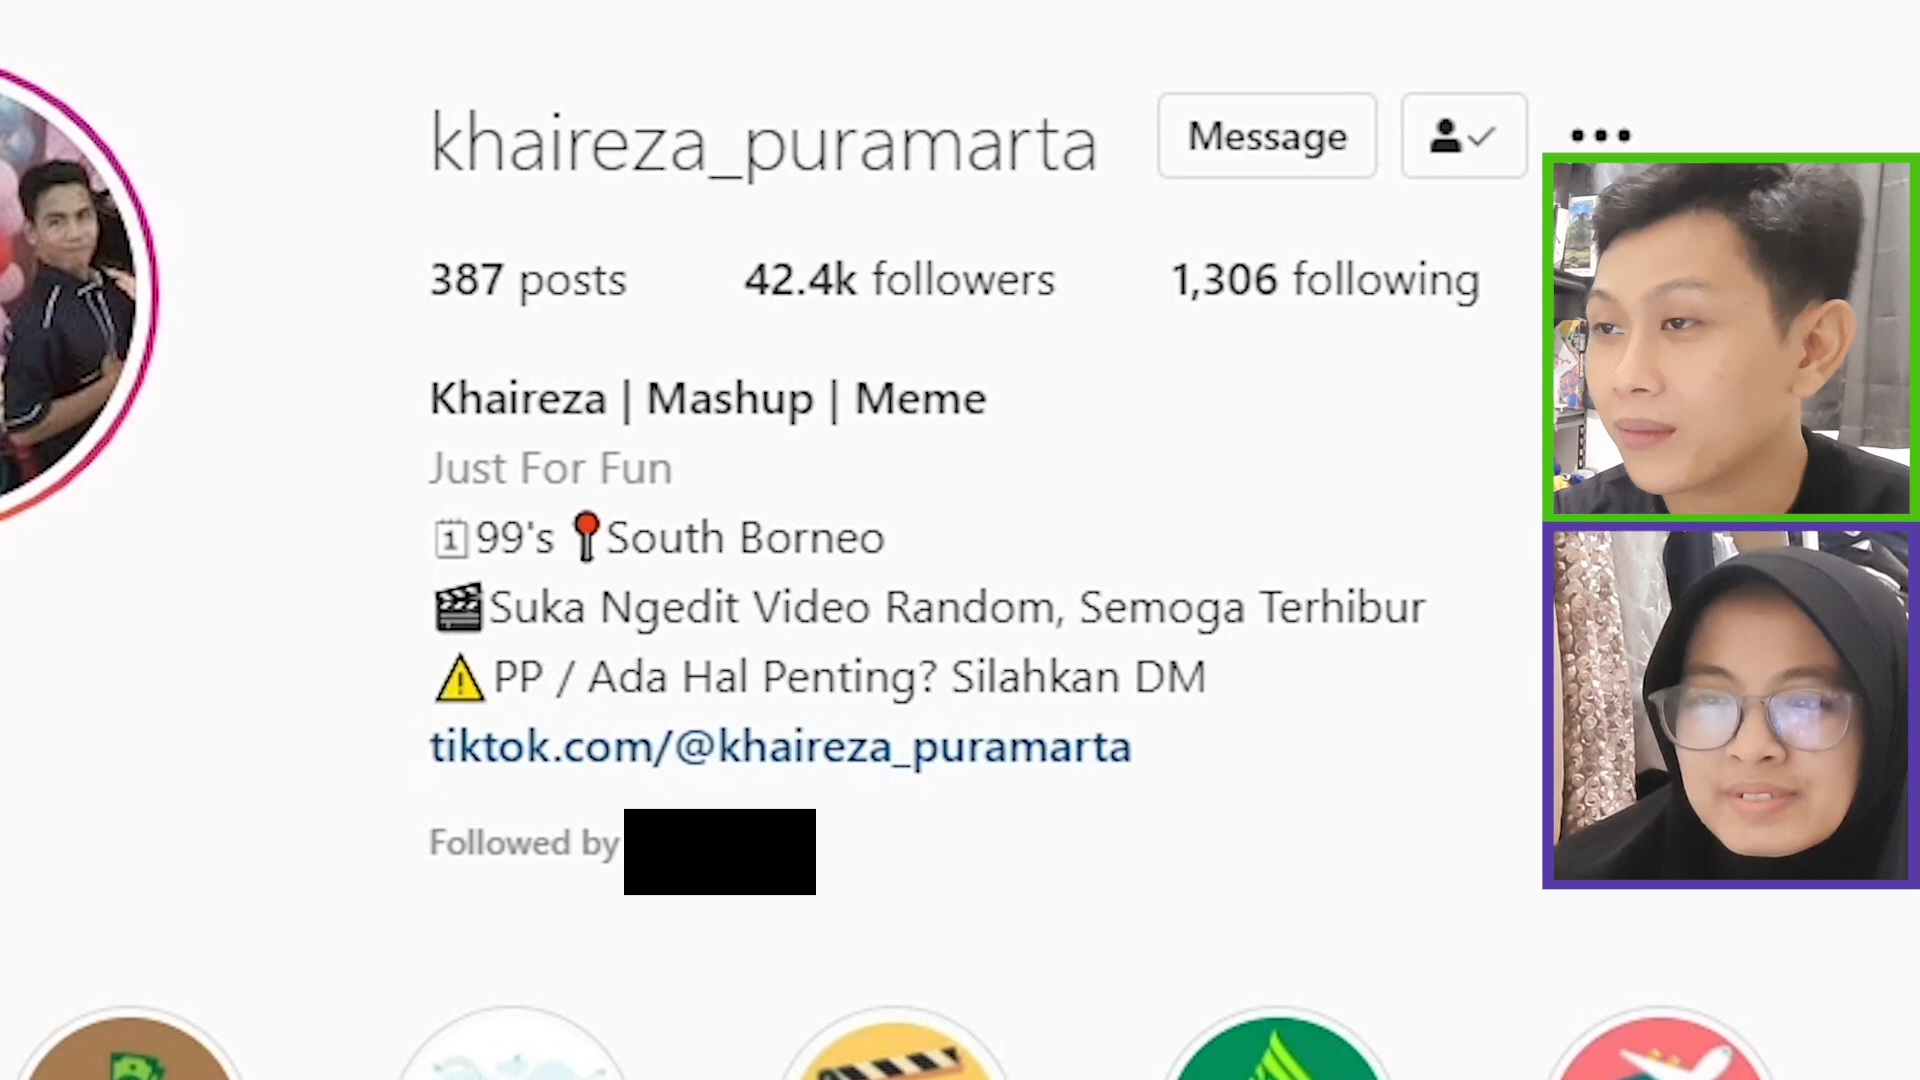 khaireza_puramarta Message
387 posts 42.4k followers 1,306 following
Khaireza | Mashup | Meme
Just For Fun
🗓99's 📍South Borneo
🎬Suka Ngedit Video Random, Semoga Terhibur
⚠️PP / Ada Hal Penting? Silahkan DM
tiktok.com/@khaireza_puramarta
Followed by